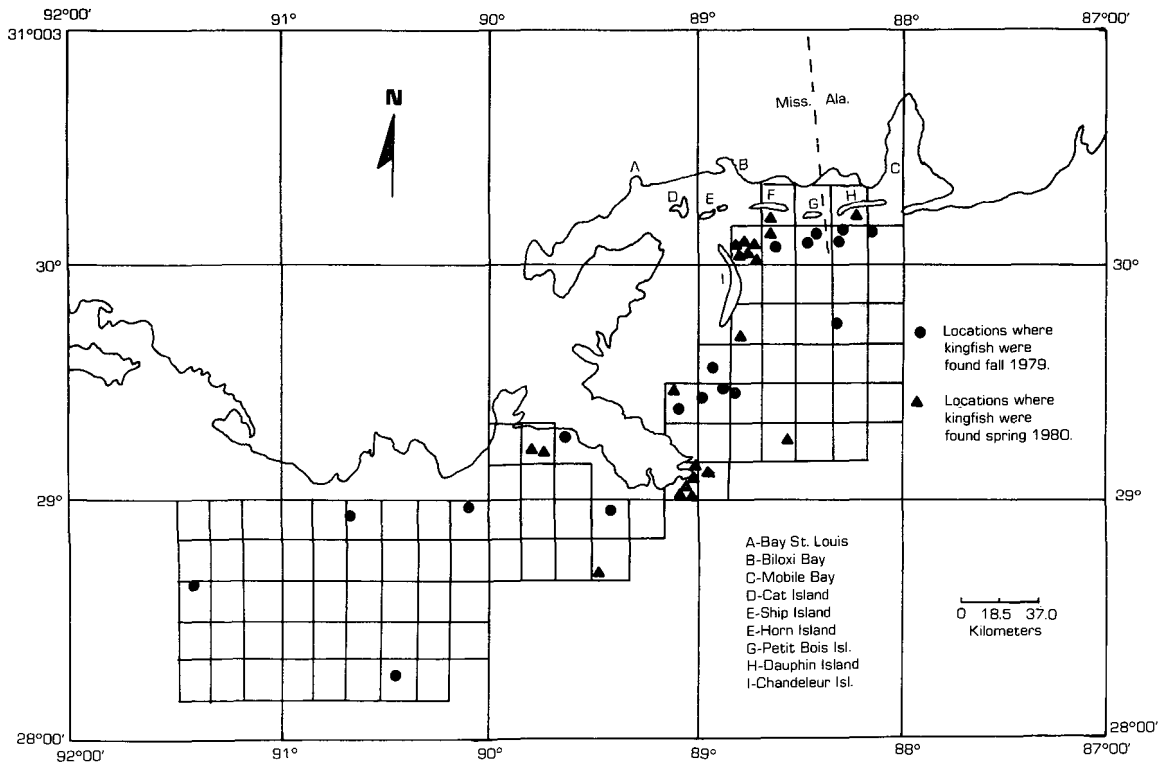 92°00' 91° 90° 89° 88° 87°00'
31°003
N
Miss. Ala.
A B C
D E F G H
I
30° 30°
Locations where
kingfish were
found fall 1979.
Locations where
kingfish were
found spring 1980.
29° 29°
A-Bay St. Louis
B-Biloxi Bay
C-Mobile Bay
D-Cat Island
E-Ship Island
E-Horn Island
G-Petit Bois Isl.
H-Dauphin Island
I-Chandeleur Isl.
0 18.5 37.0
Kilometers
28°00' 28°00'
92°00' 91° 90° 89° 88° 87°00'